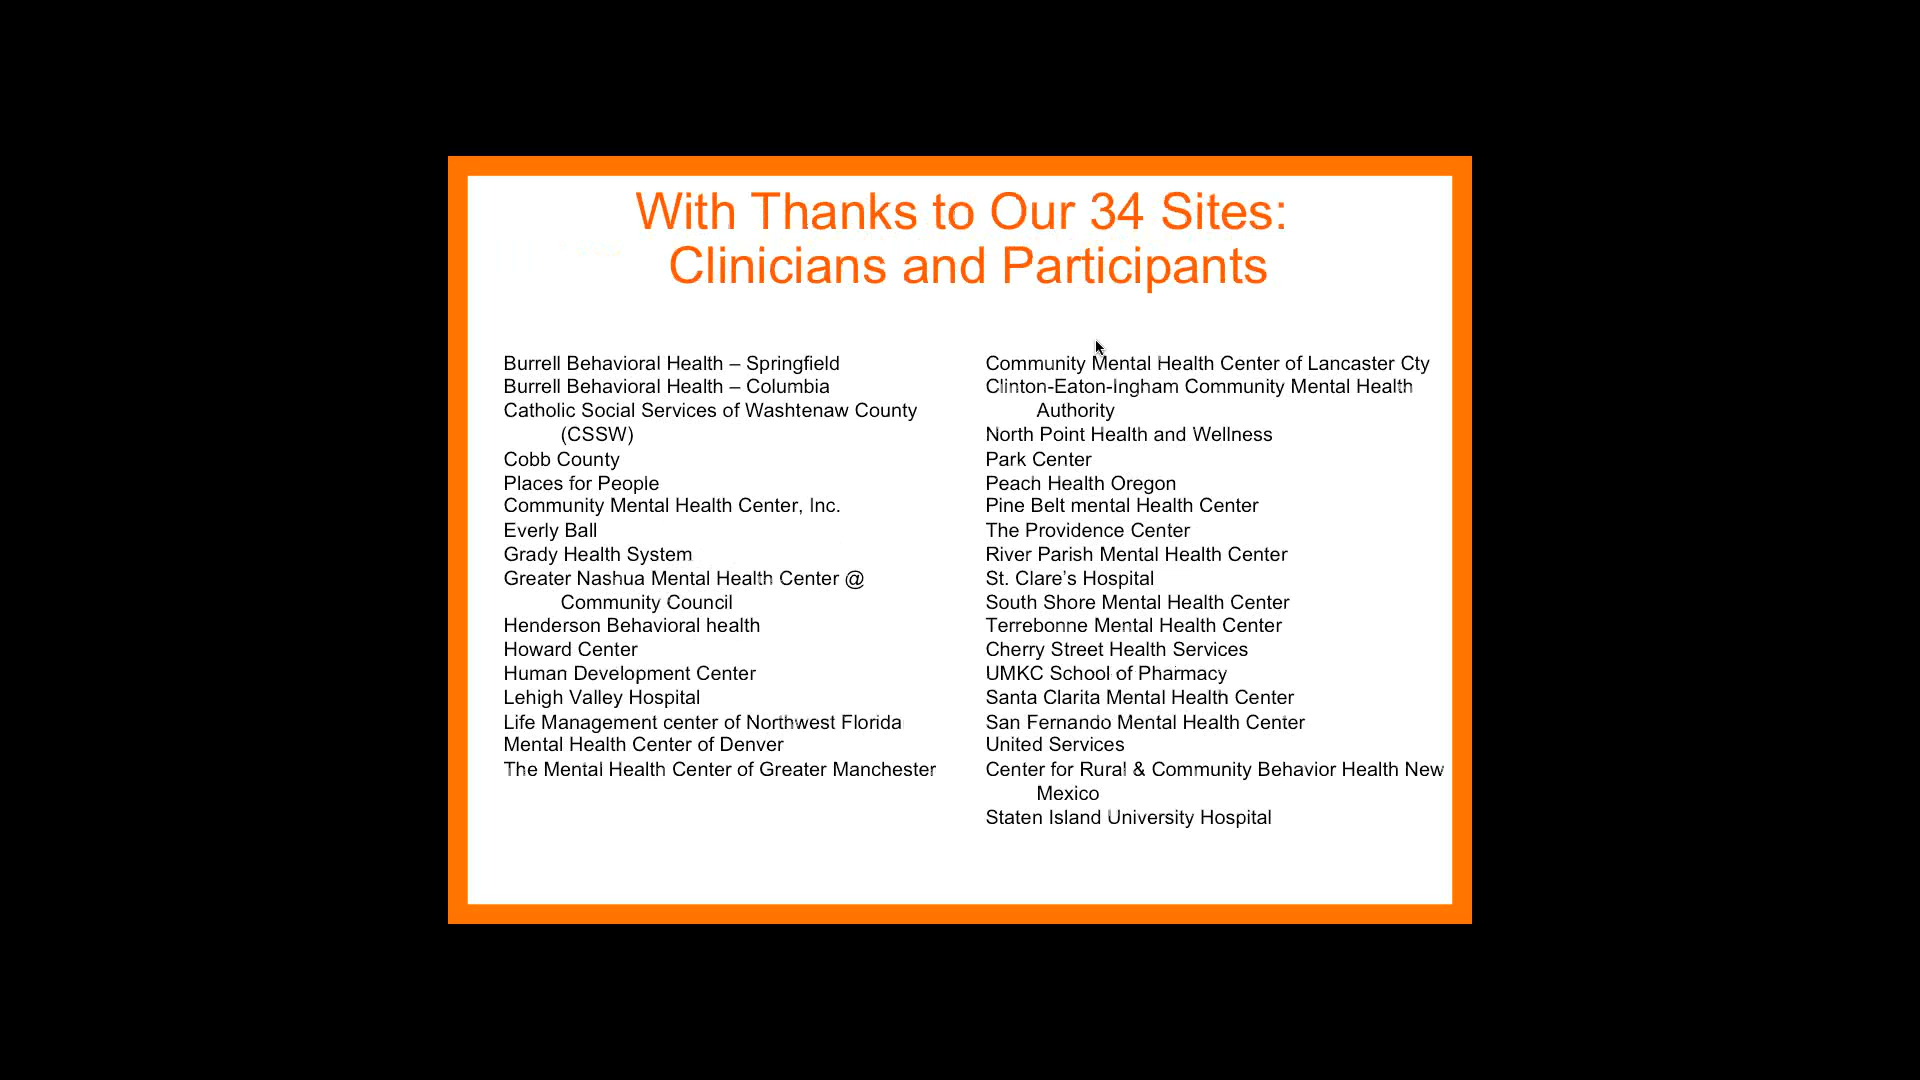 With Thanks to Our 34 Sites:
Clinicians and Participants
Burrell Behavioral Health – Springfield
Burrell Behavioral Health – Columbia
Catholic Social Services of Washtenaw County
(CSSW)
Cobb County
Places for People
Community Mental Health Center, Inc.
Everly Ball
Grady Health System
Greater Nashua Mental Health Center @
Community Council
Henderson Behavioral health
Howard Center
Human Development Center
Lehigh Valley Hospital
Life Management center of Northwest Florida
Mental Health Center of Denver
The Mental Health Center of Greater Manchester
Community Mental Health Center of Lancaster Cty
Clinton-Eaton-Ingham Community Mental Health
Authority
North Point Health and Wellness
Park Center
Peach Health Oregon
Pine Belt mental Health Center
The Providence Center
River Parish Mental Health Center
St. Clare’s Hospital
South Shore Mental Health Center
Terrebonne Mental Health Center
Cherry Street Health Services
UMKC School of Pharmacy
Santa Clarita Mental Health Center
San Fernando Mental Health Center
United Services
Center for Rural & Community Behavior Health New
Mexico
Staten Island University Hospital